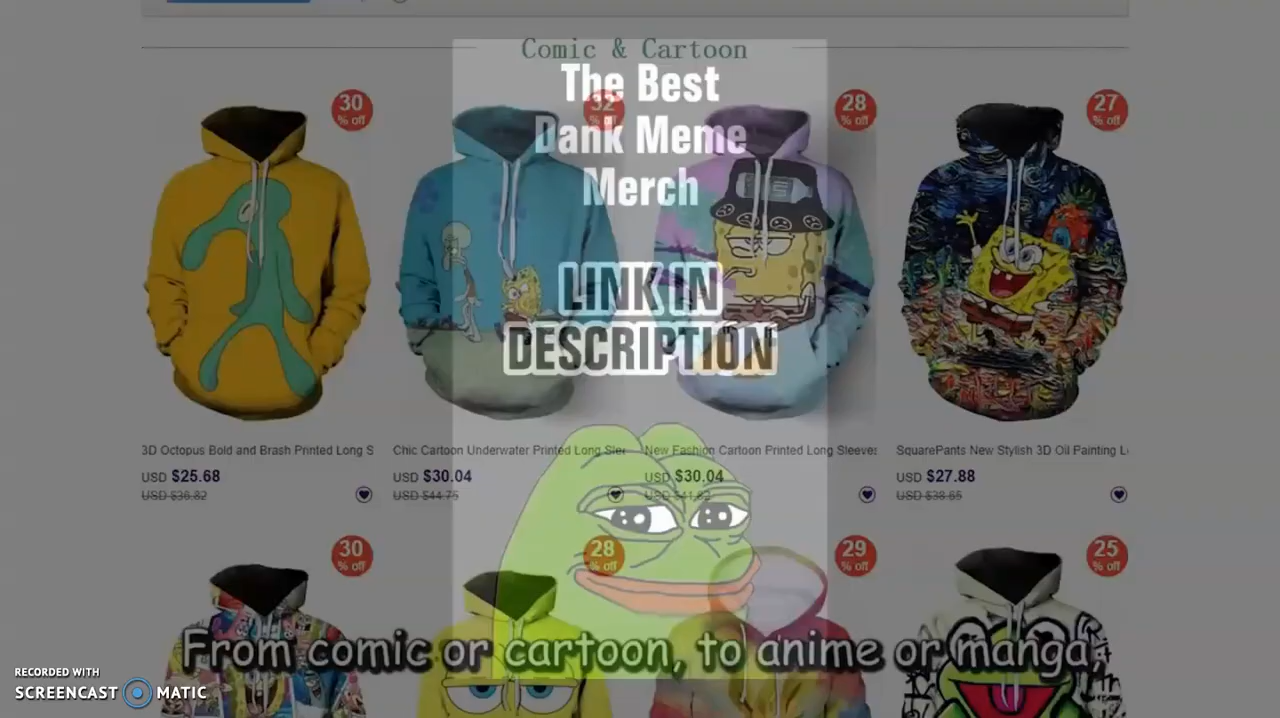 Comic & Cartoon
The Best
Dank Meme
Merch
30
% off
32
% off
28
% off
27
% off
LINK IN
DESCRIPTION
3D Octopus Bold and Brash Printed Long S
Chic Cartoon Underwater Printed Long Slee
New Fashion Cartoon Printed Long Sleeves
SquarePants New Stylish 3D Oil Painting L
USD $25.68
USD $30.04
USD $30.04
USD $27.88
USD $36.82
USD $44.75
USD $41.62
USD $38.65
30
% off
28
% off
29
% off
25
% off
From comic or cartoon, to anime or manga,
RECORDED WITH
SCREENCAST MATIC